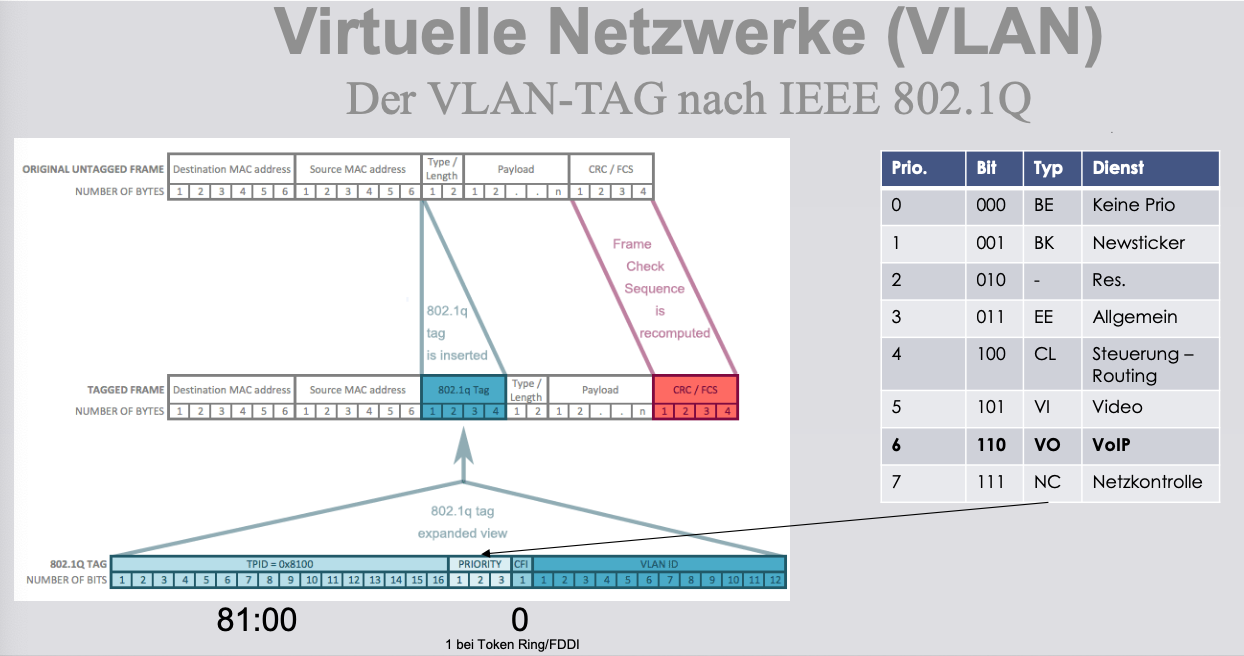 Virtuelle Netzwerke (VLAN)
Der VLAN-TAG nach IEEE 802.1Q
ORIGINAL UNTAGGED FRAME Destination MAC address Source MAC address Type / Length Payload CRC / FCS
NUMBER OF BYTES 1 2 3 4 5 6 1 2 3 4 5 6 1 2 1 2 . . n 1 2 3 4
Frame
Check
Sequence
is
recomputed
802.1q
tag
is inserted
TAGGED FRAME Destination MAC address Source MAC address 802.1q Tag Type / Length Payload CRC / FCS
NUMBER OF BYTES 1 2 3 4 5 6 1 2 3 4 5 6 1 2 3 4 1 2 1 2 . . n 1 2 3 4
802.1q tag
expanded view
802.1Q TAG TPID = 0x8100 PRIORITY CFI VLAN ID
NUMBER OF BITS 1 2 3 4 5 6 7 8 9 10 11 12 13 14 15 16 1 2 3 1 1 2 3 4 5 6 7 8 9 10 11 12
81:00 0
1 bei Token Ring/FDDI
Prio. Bit Typ Dienst
0 000 BE Keine Prio
1 001 BK Newsticker
2 010 - Res.
3 011 EE Allgemein
4 100 CL Steuerung –
Routing
5 101 VI Video
6 110 VO VoIP
7 111 NC Netzkontrolle